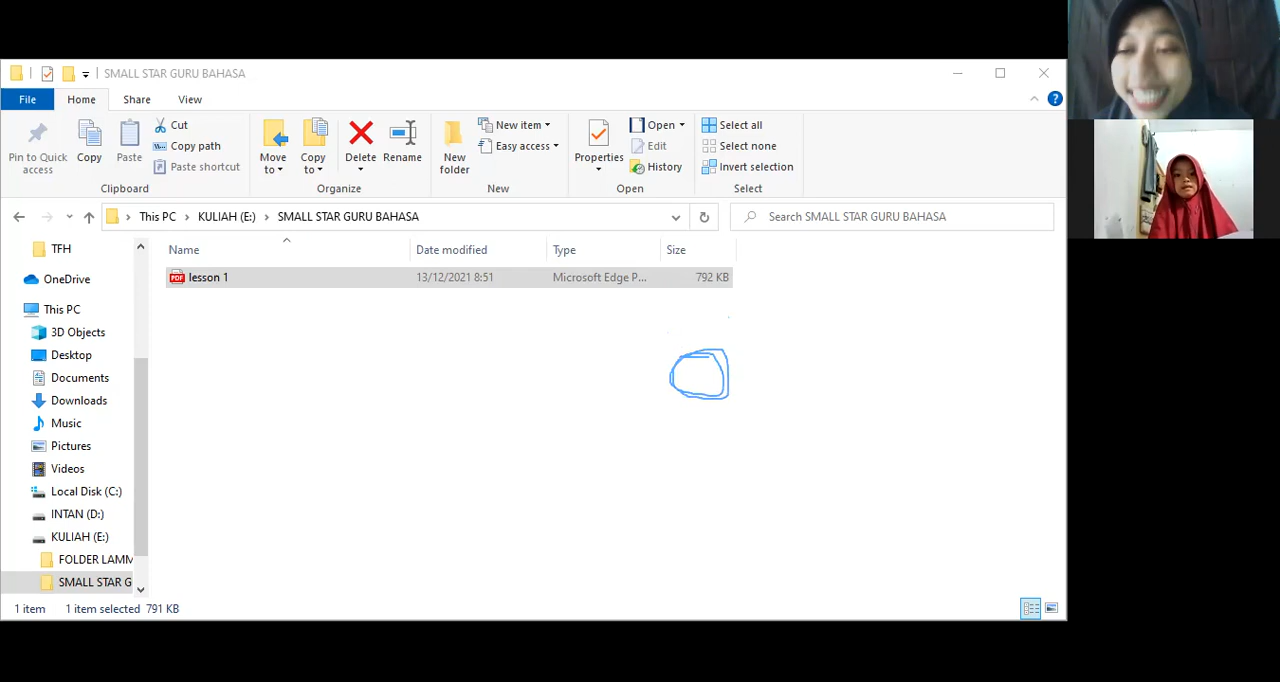 SMALL STAR GURU BAHASA
File Home Share View
Pin to Quick access
Copy
Paste
Cut
Copy path
Paste shortcut
Clipboard
Move to
Copy to
Delete
Rename
Organize
New folder
New item
Easy access
New
Properties
Open
Edit
History
Open
Select all
Select none
Invert selection
Select
This PC KULIAH (E:) SMALL STAR GURU BAHASA
Search SMALL STAR GURU BAHASA
Name Date modified Type Size
lesson 1 13/12/2021 8:51 Microsoft Edge P... 792 KB
TFH
OneDrive
This PC
3D Objects
Desktop
Documents
Downloads
Music
Pictures
Videos
Local Disk (C:)
INTAN (D:)
KULIAH (E:)
FOLDER LAMM
SMALL STAR G
1 item 1 item selected 791 KB